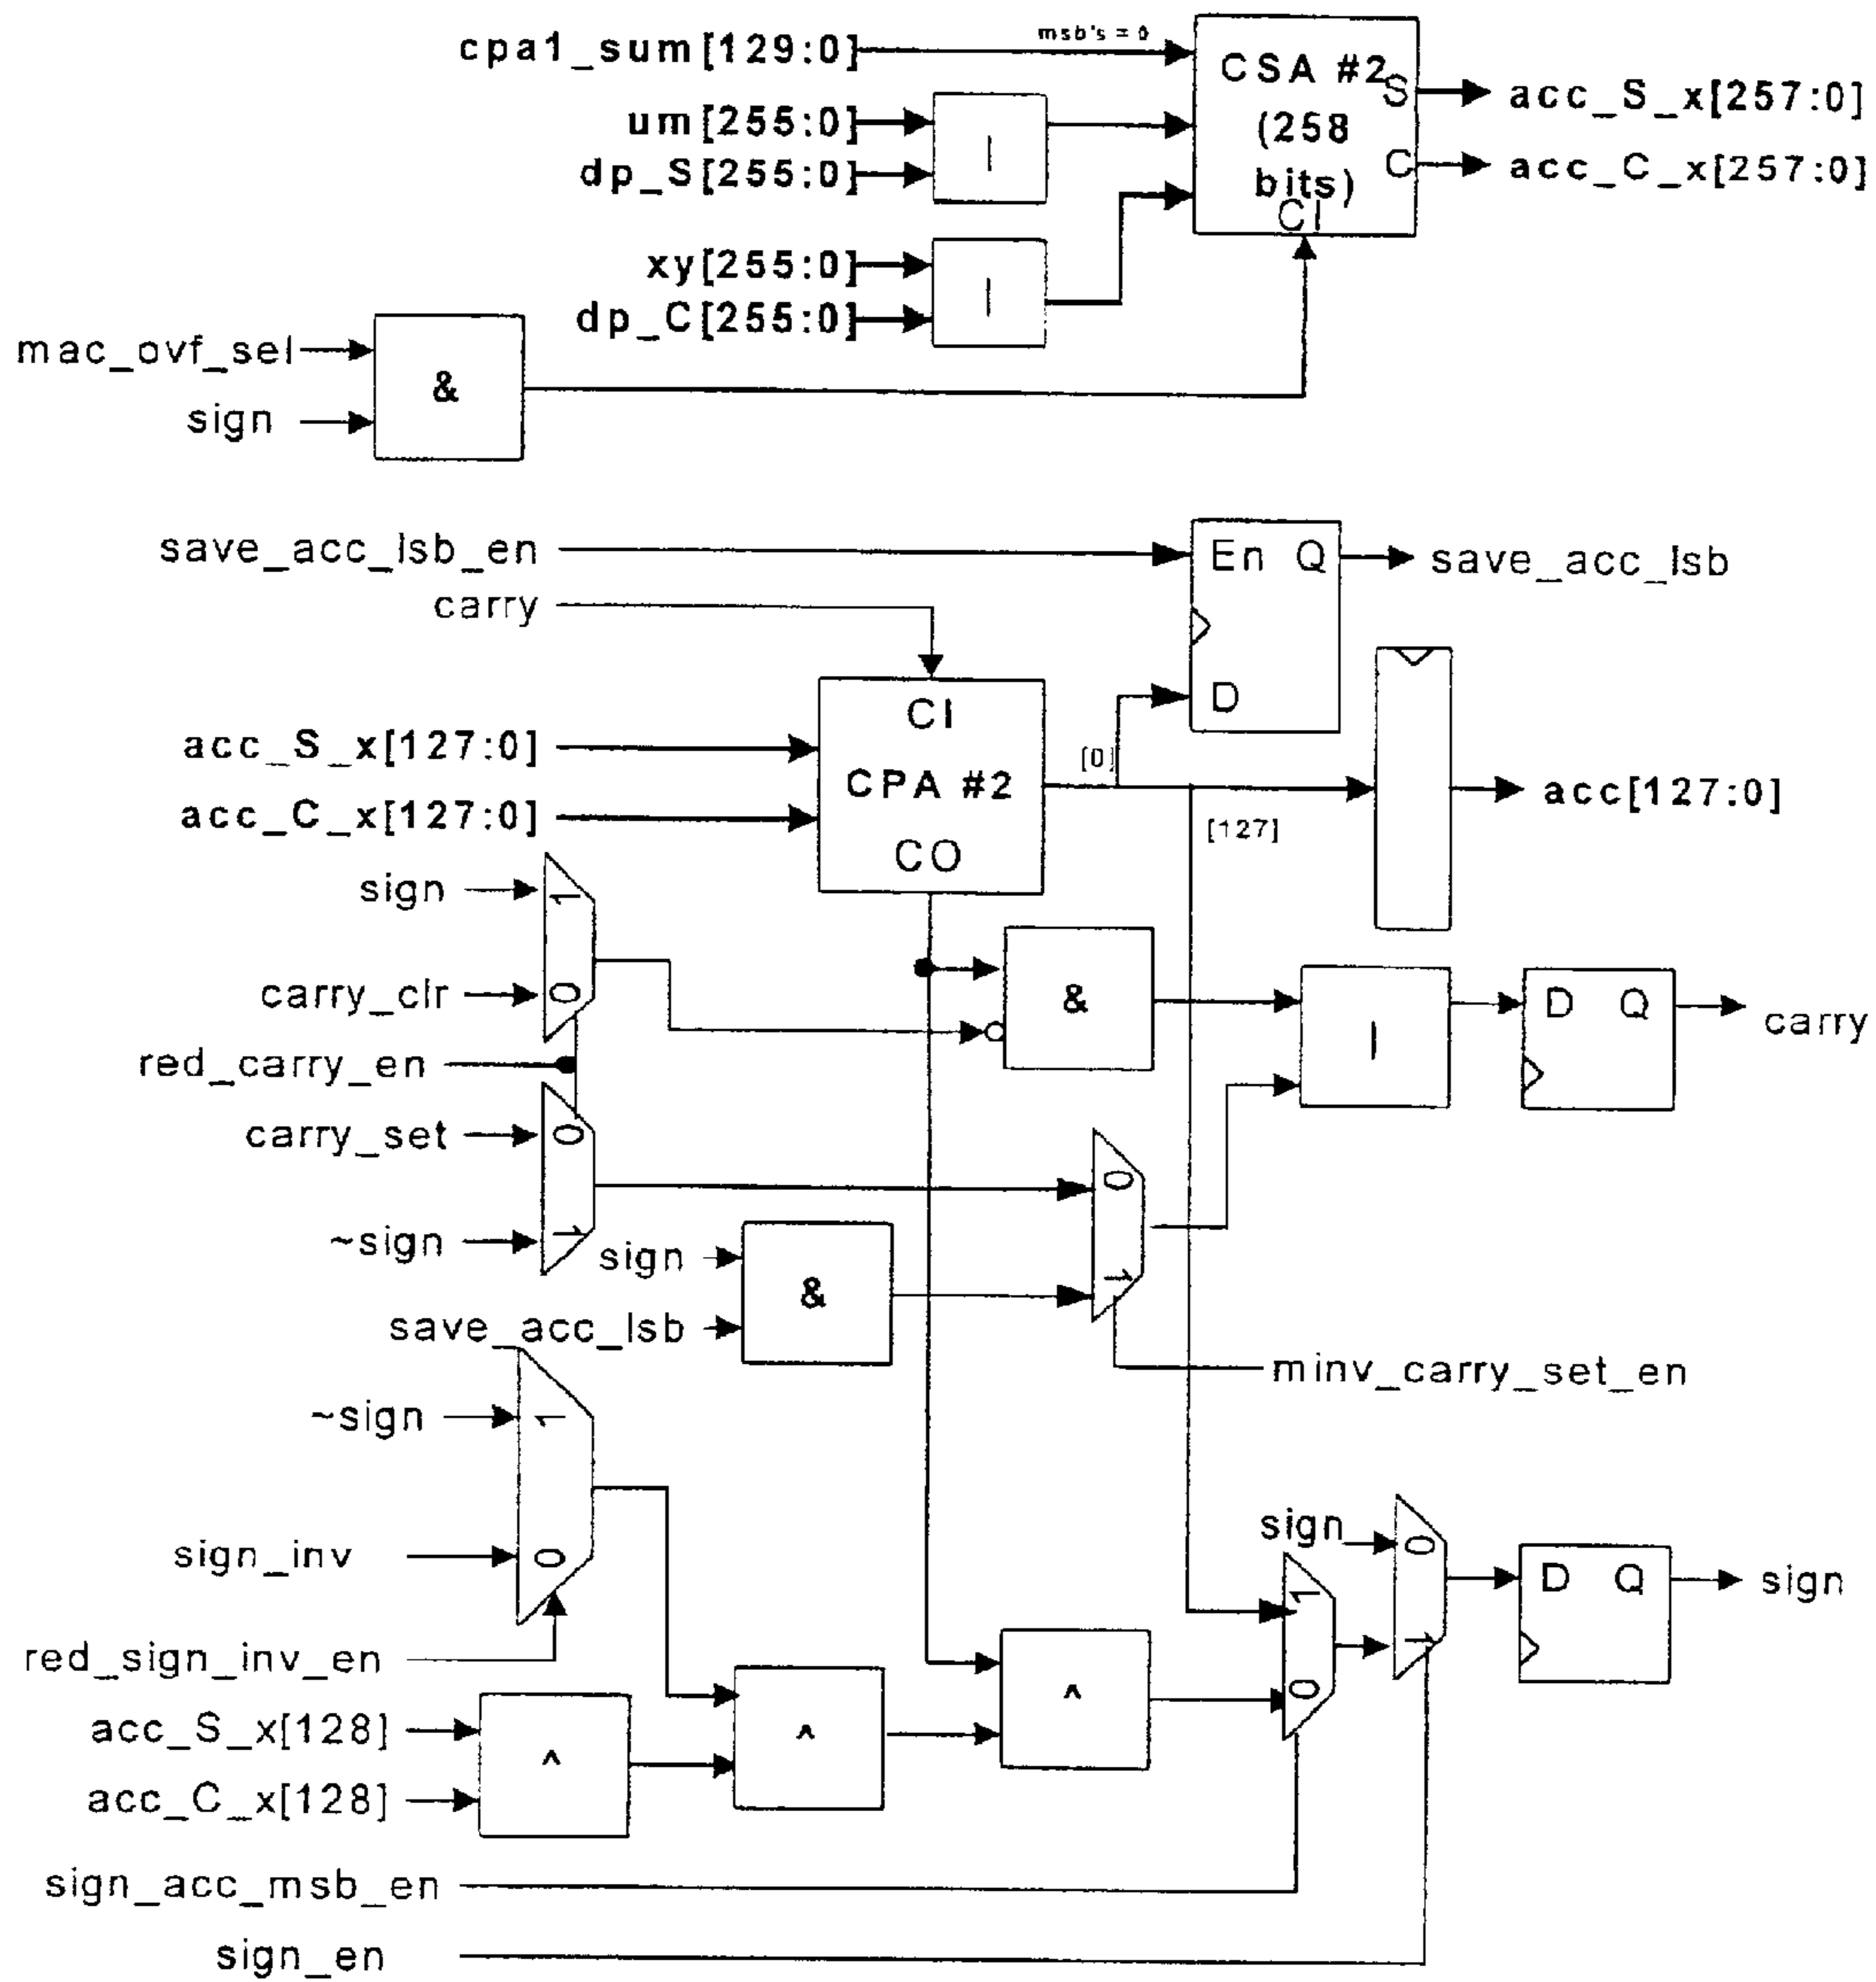 cpa1_sum[129:0]
msb's = 0
um[255:0]
dp_S[255:0]
|
CSA #2
(258
bits)
S
C
CI
acc_S_x[257:0]
acc_C_x[257:0]
xy[255:0]
dp_C[255:0]
|
mac_ovf_sel
sign
&
save_acc_lsb_en
carry
En Q
D
save_acc_lsb
CI
CPA #2
CO
acc_S_x[127:0]
acc_C_x[127:0]
[0]
[127]
acc[127:0]
sign
1
carry_clr
0
red_carry_en
carry_set
0
~sign
1
&
|
D Q
carry
sign
save_acc_lsb
&
0
1
minv_carry_set_en
~sign
1
sign_inv
0
red_sign_inv_en
acc_S_x[128]
acc_C_x[128]
^
^
^
sign
0
1
1
0
D Q
sign
sign_acc_msb_en
sign_en